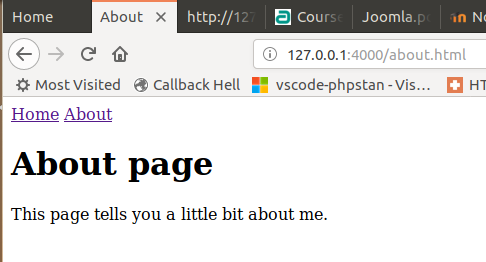 Home About http://127 Course Joomla.p No
127.0.0.1:4000/about.html
Most Visited Callback Hell vscode-phpstan - Vis… HT
Home About
About page
This page tells you a little bit about me.